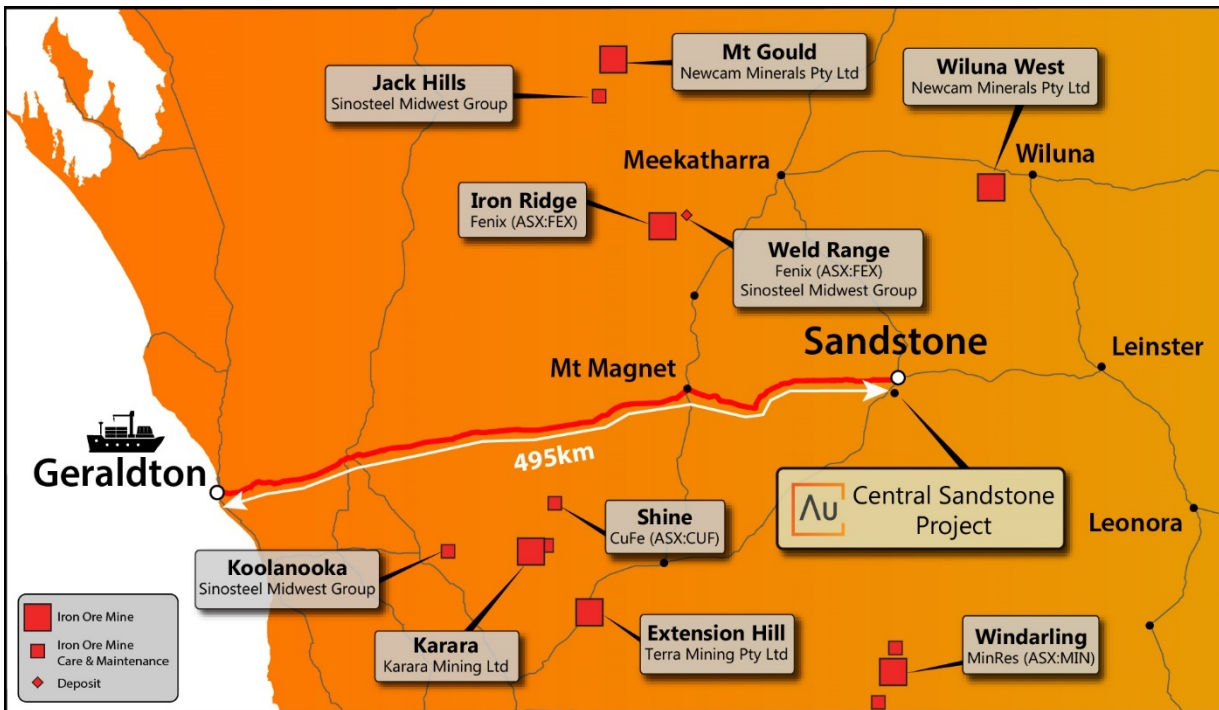 Mt Gould
Newcam Minerals Pty Ltd
Jack Hills
Sinosteel Midwest Group
Wiluna West
Newcam Minerals Pty Ltd
Meekatharra
Wiluna
Iron Ridge
Fenix (ASX:FEX)
Weld Range
Fenix (ASX:FEX)
Sinosteel Midwest Group
Sandstone
Leinster
Mt Magnet
495km
Geraldton
Au
Central Sandstone
Project
Leonora
Shine
CuFe (ASX:CUF)
Koolanooka
Sinosteel Midwest Group
Karara
Karara Mining Ltd
Extension Hill
Terra Mining Pty Ltd
Windarling
MinRes (ASX:MIN)
Iron Ore Mine
Iron Ore Mine
Care & Maintenance
Deposit